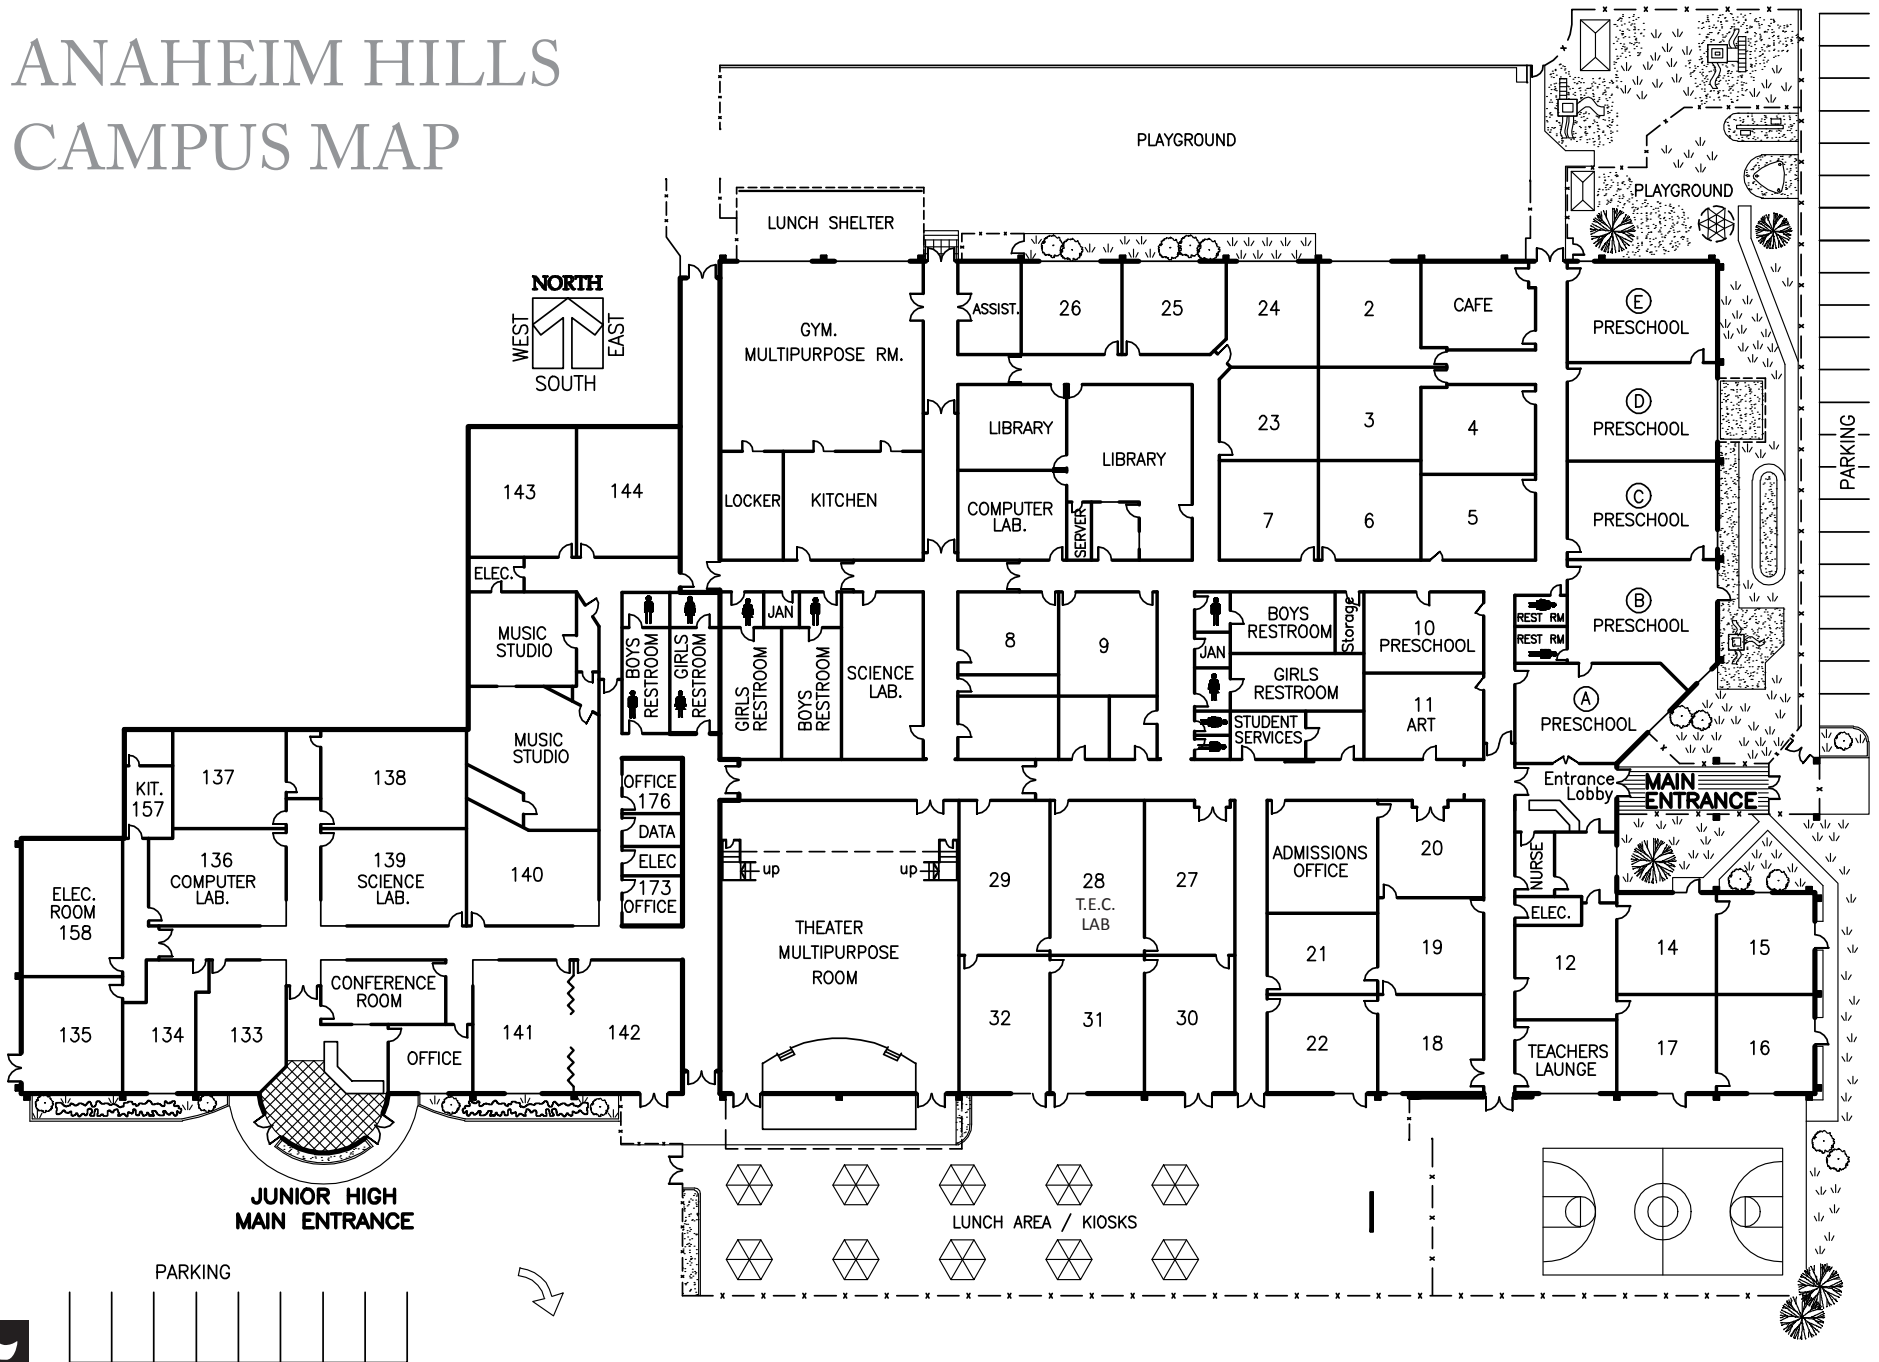 ANAHEIM HILLS
CAMPUS MAP
PLAYGROUND
PLAYGROUND
LUNCH SHELTER
NORTH
WEST
EAST
SOUTH
GYM.
MULTIPURPOSE RM.
ASSIST.
26
25
24
2
CAFE
E
PRESCHOOL
D
PRESCHOOL
PARKING
LIBRARY
LIBRARY
23
3
4
143
144
LOCKER
KITCHEN
COMPUTER
LAB.
SERVER
7
6
5
C
PRESCHOOL
ELEC.
MUSIC
STUDIO
BOYS
RESTROOM
GIRLS
RESTROOM
JAN
GIRLS
RESTROOM
BOYS
RESTROOM
SCIENCE
LAB.
8
9
JAN
BOYS
RESTROOM
Storage
10
PRESCHOOL
REST RM
REST RM
B
PRESCHOOL
GIRLS
RESTROOM
STUDENT
SERVICES
11
ART
A
PRESCHOOL
MUSIC
STUDIO
137
138
KIT.
157
OFFICE
176
DATA
ELEC
173
OFFICE
Entrance
Lobby
MAIN
ENTRANCE
136
COMPUTER
LAB.
139
SCIENCE
LAB.
140
up
up
29
28
T.E.C.
LAB
27
ADMISSIONS
OFFICE
20
NURSE
ELEC.
ELEC.
ROOM
158
THEATER
MULTIPURPOSE
ROOM
21
19
12
14
15
CONFERENCE
ROOM
135
134
133
OFFICE
141
142
32
31
30
22
18
TEACHERS
LAUNGE
17
16
JUNIOR HIGH
MAIN ENTRANCE
LUNCH AREA / KIOSKS
PARKING